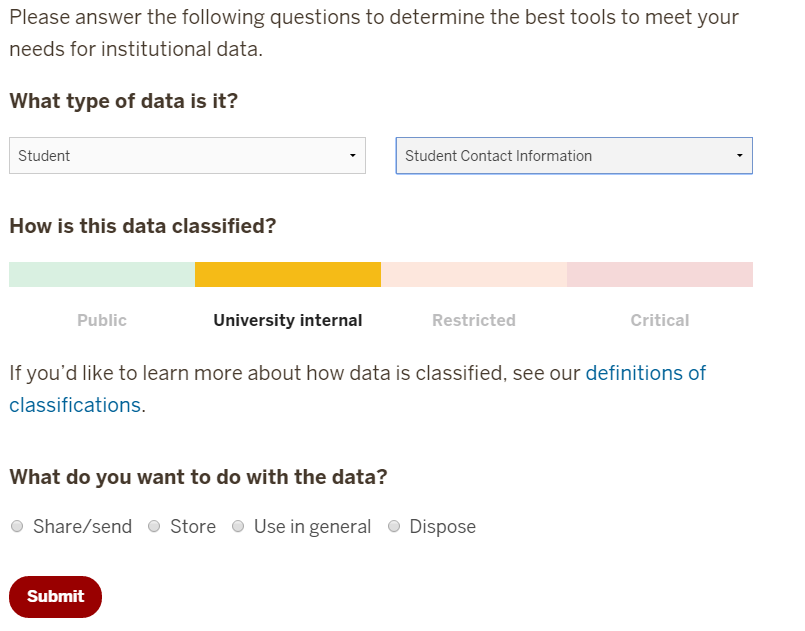 Please answer the following questions to determine the best tools to meet your
needs for institutional data.
What type of data is it?
Student Student Contact Information
How is this data classified?
Public University internal Restricted Critical
If you’d like to learn more about how data is classified, see our definitions of
classifications.
What do you want to do with the data?
Share/send Store Use in general Dispose
Submit